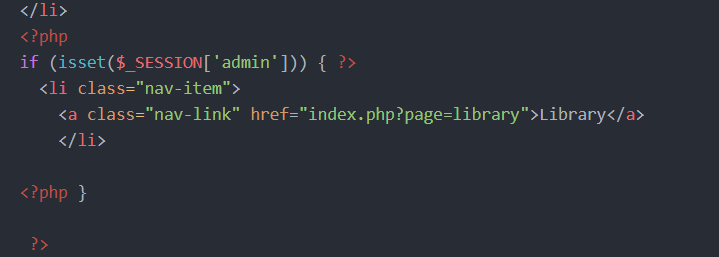 </li>
<?php
if (isset($_SESSION['admin'])) { ?>
<li class="nav-item">
<a class="nav-link" href="index.php?page=library">Library</a>
</li>
<?php }
?>